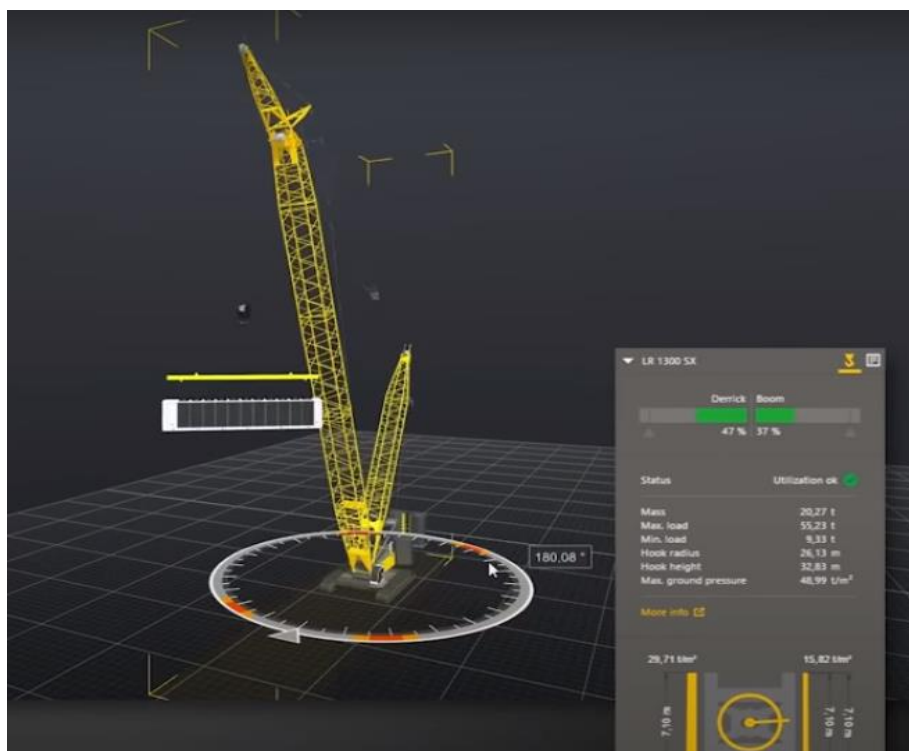 180,08 °
LR 1300 SX
Derrick Boom
47 % 37 %
Status Utilization ok
Mass 20,27 t
Max. load 55,23 t
Min. load 9,33 t
Hook radius 26,13 m
Hook height 32,83 m
Max. ground pressure 48,99 t/m²
More info
29,71 t/m² 15,82 t/m²
7,10 m
7,10 m
7,10 m